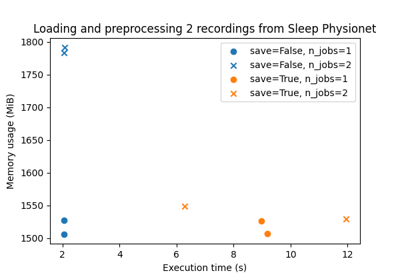 Loading and preprocessing 2 recordings from Sleep Physionet
1800
1750
1700
1650
1600
1550
1500
Memory usage (MiB)
save=False, n_jobs=1
save=False, n_jobs=2
save=True, n_jobs=1
save=True, n_jobs=2
2 4 6 8 10 12
Execution time (s)